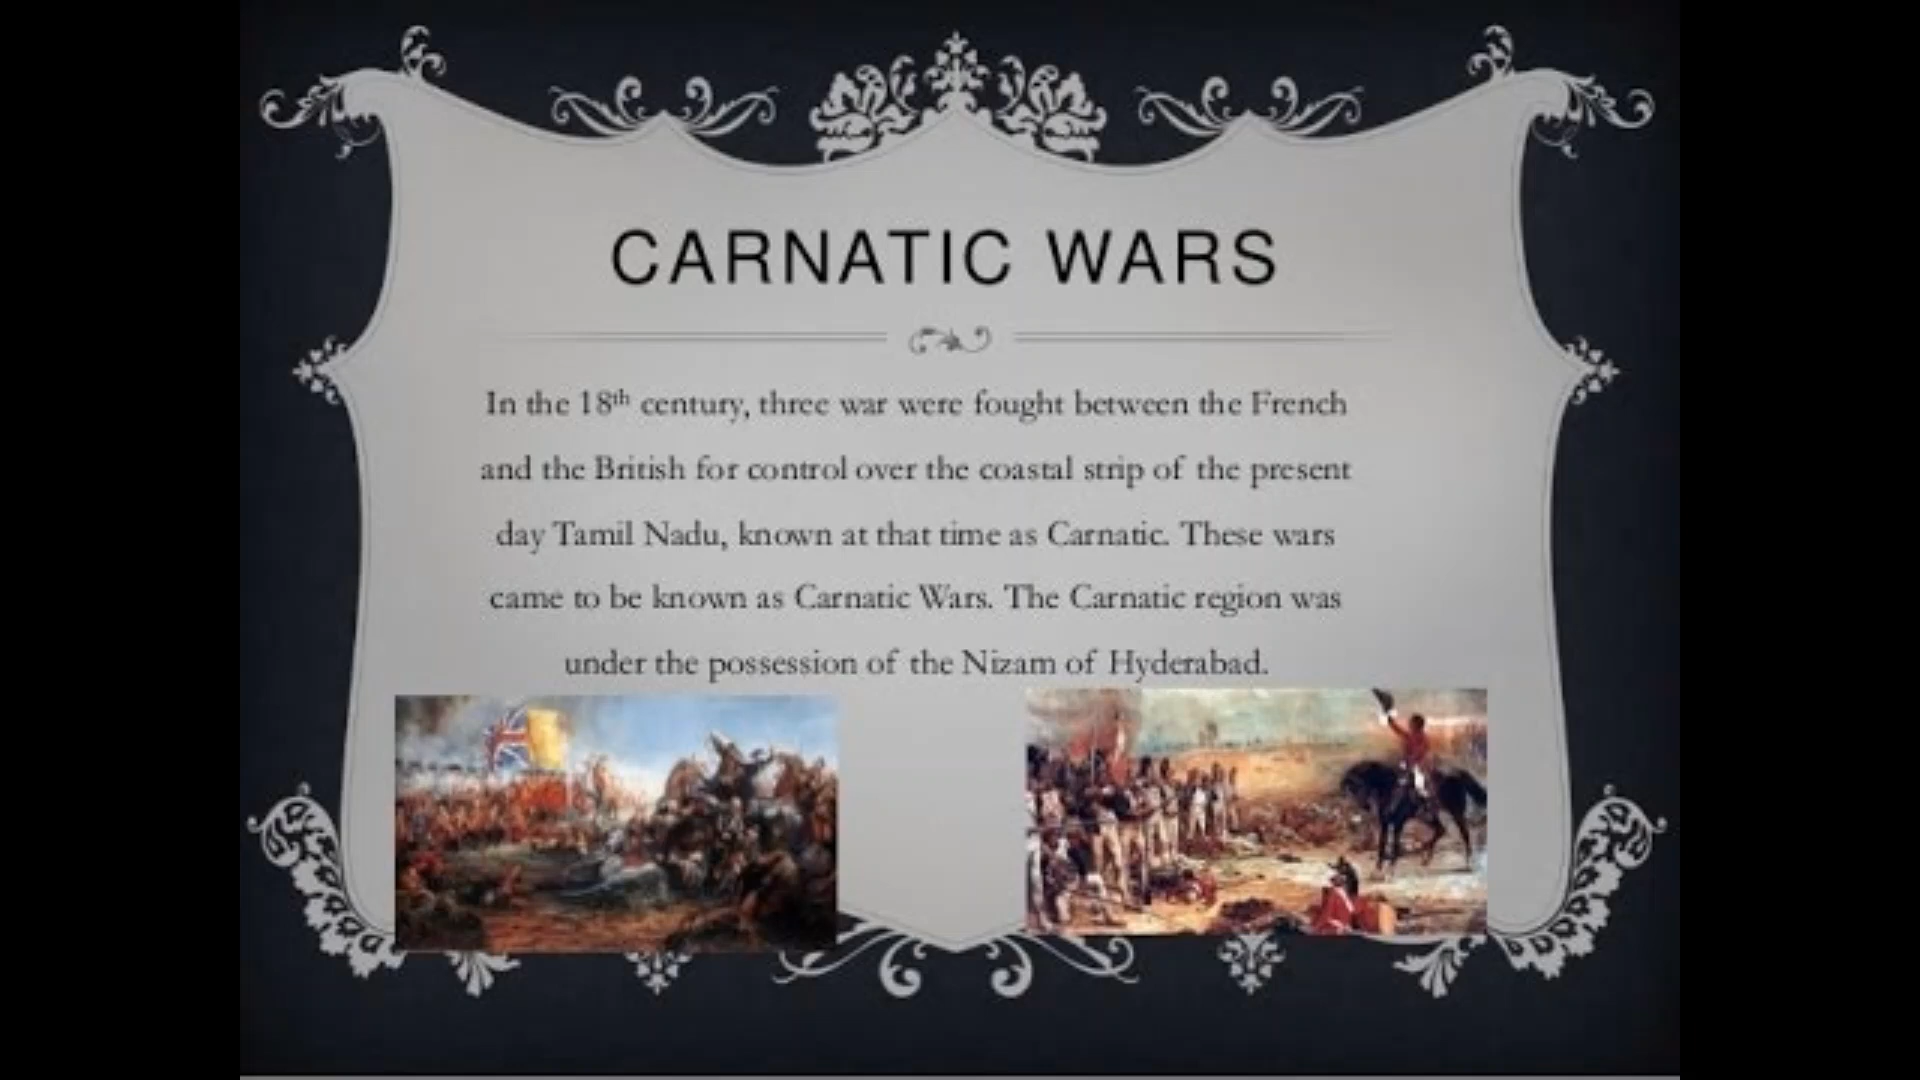 CARNATIC WARS
In the 18th century, three war were fought between the French
and the British for control over the coastal strip of the present
day Tamil Nadu, known at that time as Carnatic. These wars
came to be known as Carnatic Wars. The Carnatic region was
under the possession of the Nizam of Hyderabad.